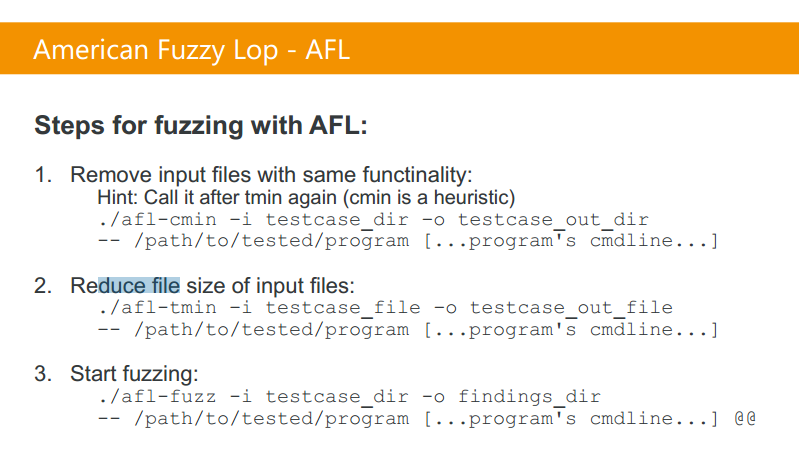 American Fuzzy Lop - AFL
Steps for fuzzing with AFL:
1. Remove input files with same functinality:
Hint: Call it after tmin again (cmin is a heuristic)
./afl-cmin -i testcase_dir -o testcase_out_dir
-- /path/to/tested/program [...program's cmdline...]
2. Reduce file size of input files:
./afl-tmin -i testcase_file -o testcase_out_file
-- /path/to/tested/program [...program's cmdline...]
3. Start fuzzing:
./afl-fuzz -i testcase_dir -o findings_dir
-- /path/to/tested/program [...program's cmdline...] @@